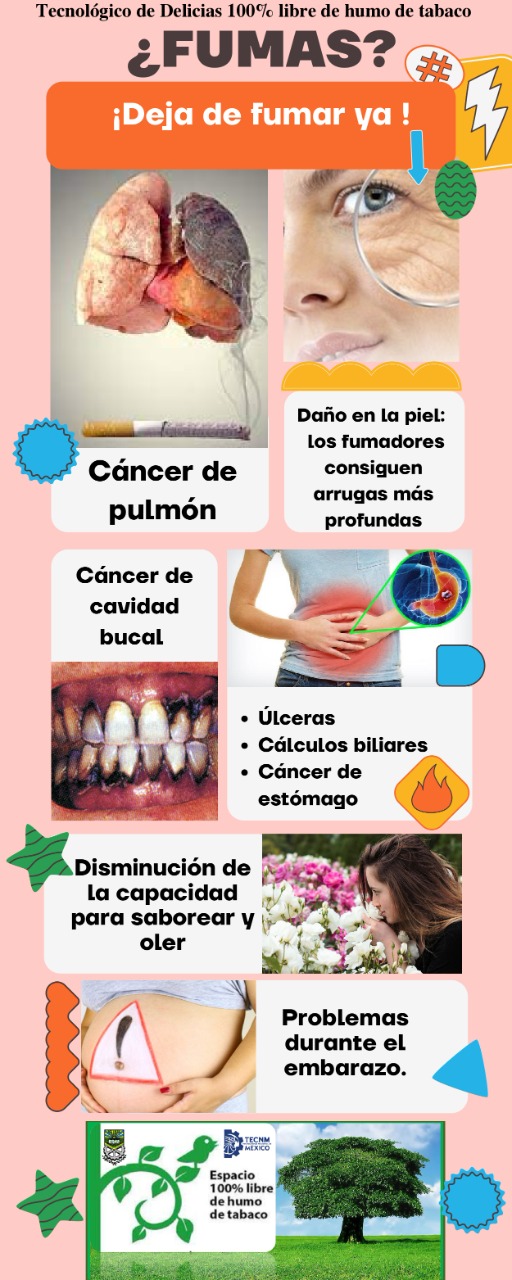 Tecnológico de Delicias 100% libre de humo de tabaco
¿FUMAS?
#
¡Deja de fumar ya !
Cáncer de
pulmón
Daño en la piel:
los fumadores
consiguen
arrugas más
profundas
Cáncer de
cavidad
bucal
• Úlceras
• Cálculos biliares
• Cáncer de
estómago
Disminución de
la capacidad
para saborear y
oler
!
Problemas
durante el
embarazo.
TECNM
MÉXICO
Espacio
100% libre
de humo
de tabaco